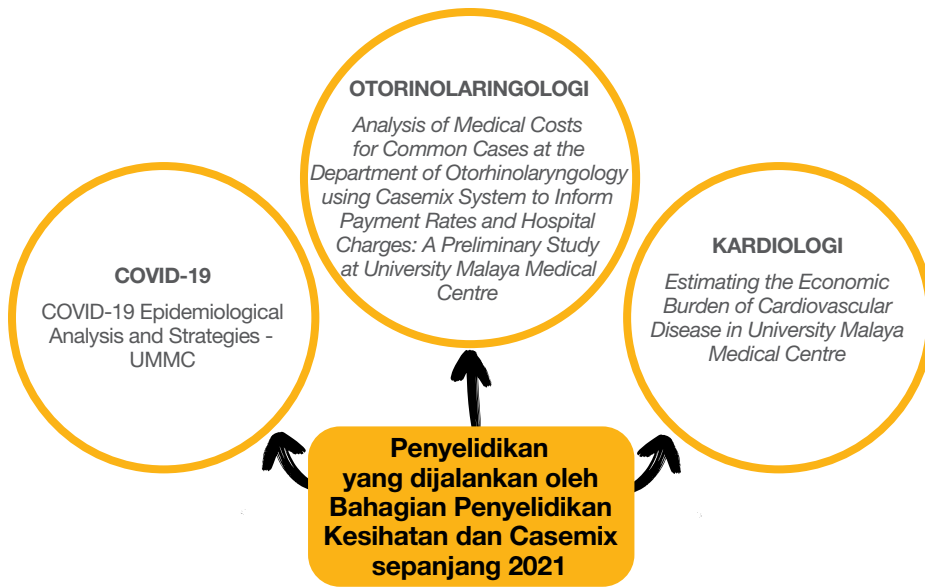 OTORINOLARINGOLOGI
Analysis of Medical Costs
for Common Cases at the
Department of Otorhinolaryngology
using Casemix System to Inform
Payment Rates and Hospital
Charges: A Preliminary Study
at University Malaya Medical
Centre
COVID-19
COVID-19 Epidemiological
Analysis and Strategies -
UMMC
KARDIOLOGI
Estimating the Economic
Burden of Cardiovascular
Disease in University Malaya
Medical Centre
Penyelidikan
yang dijalankan oleh
Bahagian Penyelidikan
Kesihatan dan Casemix
sepanjang 2021